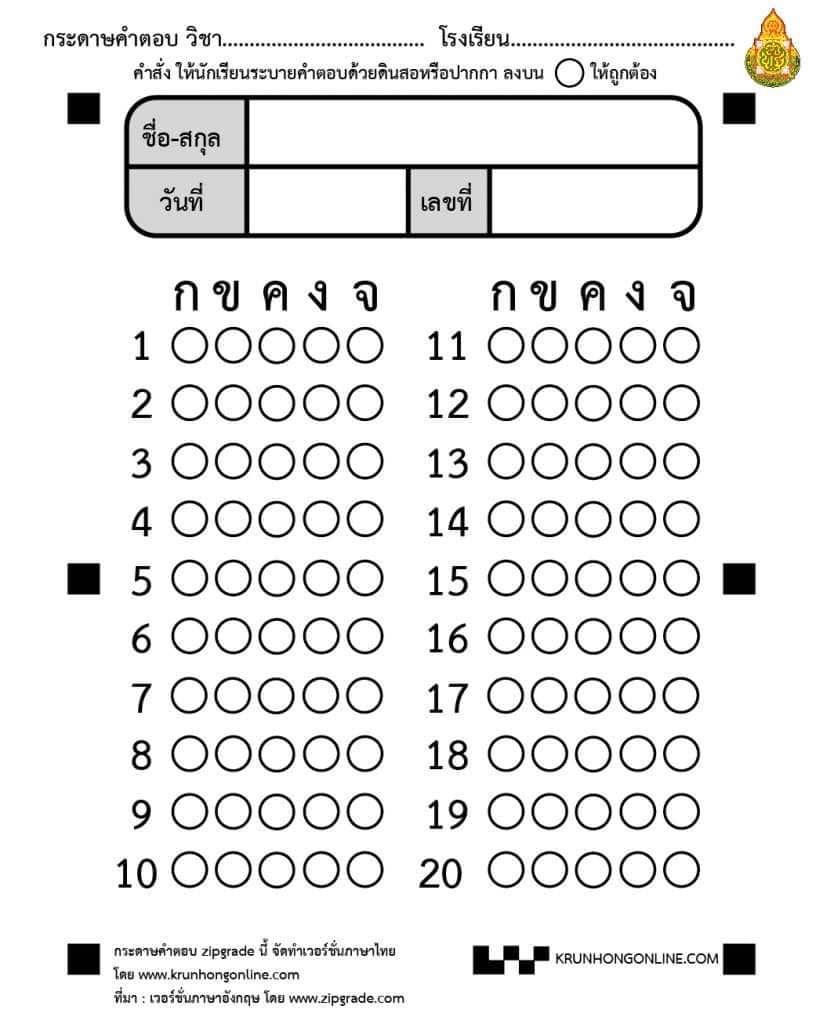 กระดาษคำตอบ วิชา................................ โรงเรียน...................................
คำสั่ง ให้นักเรียนระบายคำตอบด้วยดินสอหรือปากกา ลงบน ◯ ให้ถูกต้อง
ชื่อ-สกุล
วันที่ เลขที่
ก ข ค ง จ ก ข ค ง จ
1 11
2 12
3 13
4 14
5 15
6 16
7 17
8 18
9 19
10 20
กระดาษคำตอบ zipgrade นี้ จัดทำเวอร์ชั่นภาษาไทย
โดย www.krunhongonline.com
ที่มา : เวอร์ชั่นภาษาอังกฤษ โดย www.zipgrade.com
KRUNHONGONLINE.COM